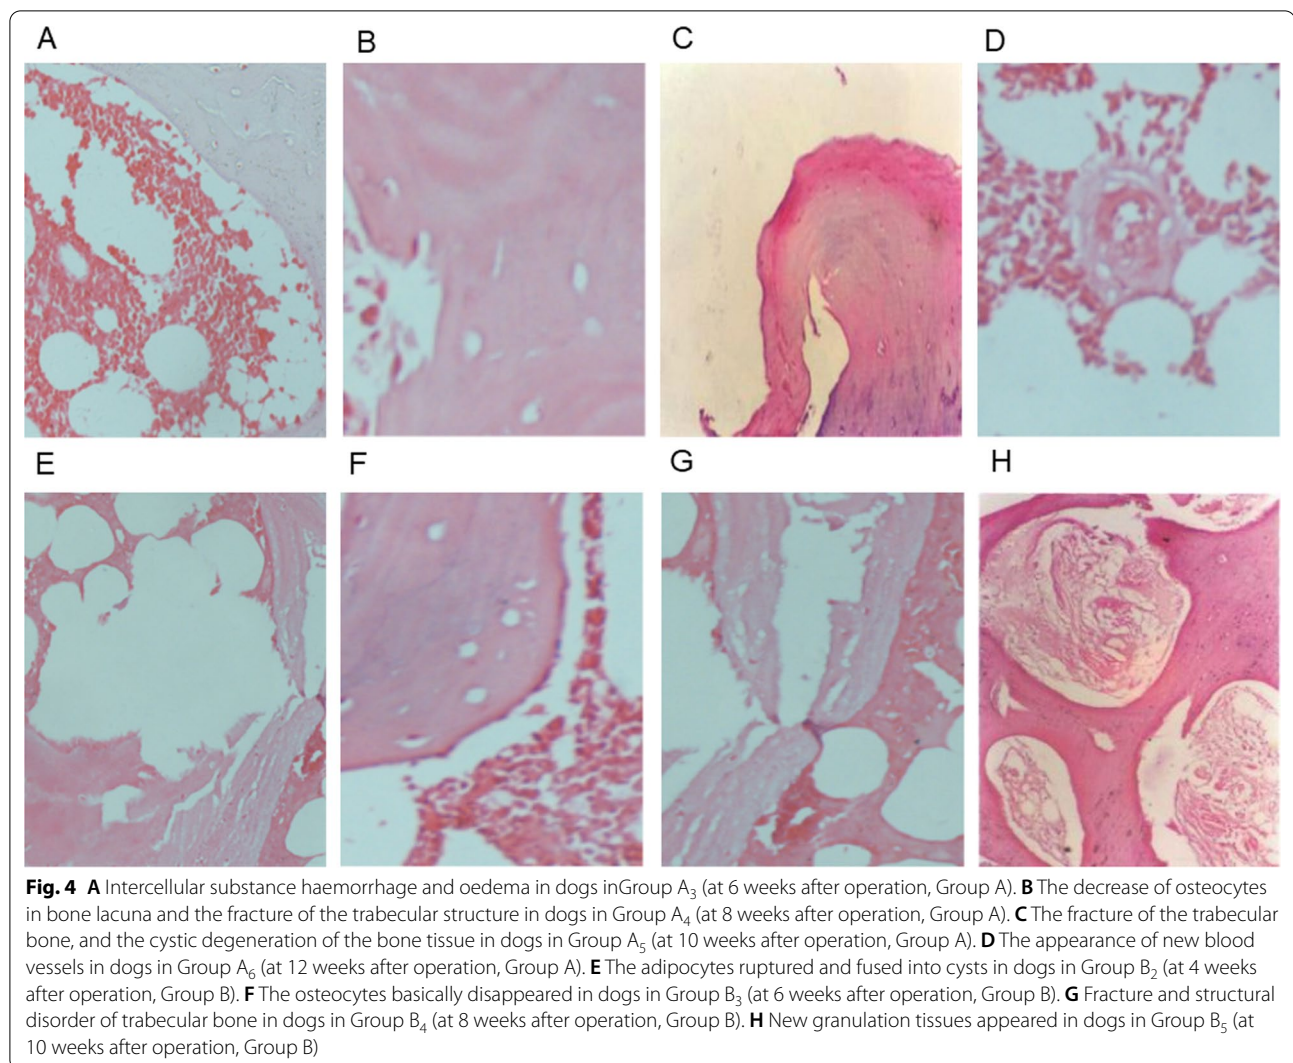 A
B
C
D
E
F
G
H
Fig. 4 A Intercellular substance haemorrhage and oedema in dogs inGroup A3 (at 6 weeks after operation, Group A). B The decrease of osteocytes
in bone lacuna and the fracture of the trabecular structure in dogs in Group A4 (at 8 weeks after operation, Group A). C The fracture of the trabecular
bone, and the cystic degeneration of the bone tissue in dogs in Group A5 (at 10 weeks after operation, Group A). D The appearance of new blood
vessels in dogs in Group A6 (at 12 weeks after operation, Group A). E The adipocytes ruptured and fused into cysts in dogs in Group B2 (at 4 weeks
after operation, Group B). F The osteocytes basically disappeared in dogs in Group B3 (at 6 weeks after operation, Group B). G Fracture and structural
disorder of trabecular bone in dogs in Group B4 (at 8 weeks after operation, Group B). H New granulation tissues appeared in dogs in Group B5 (at
10 weeks after operation, Group B)